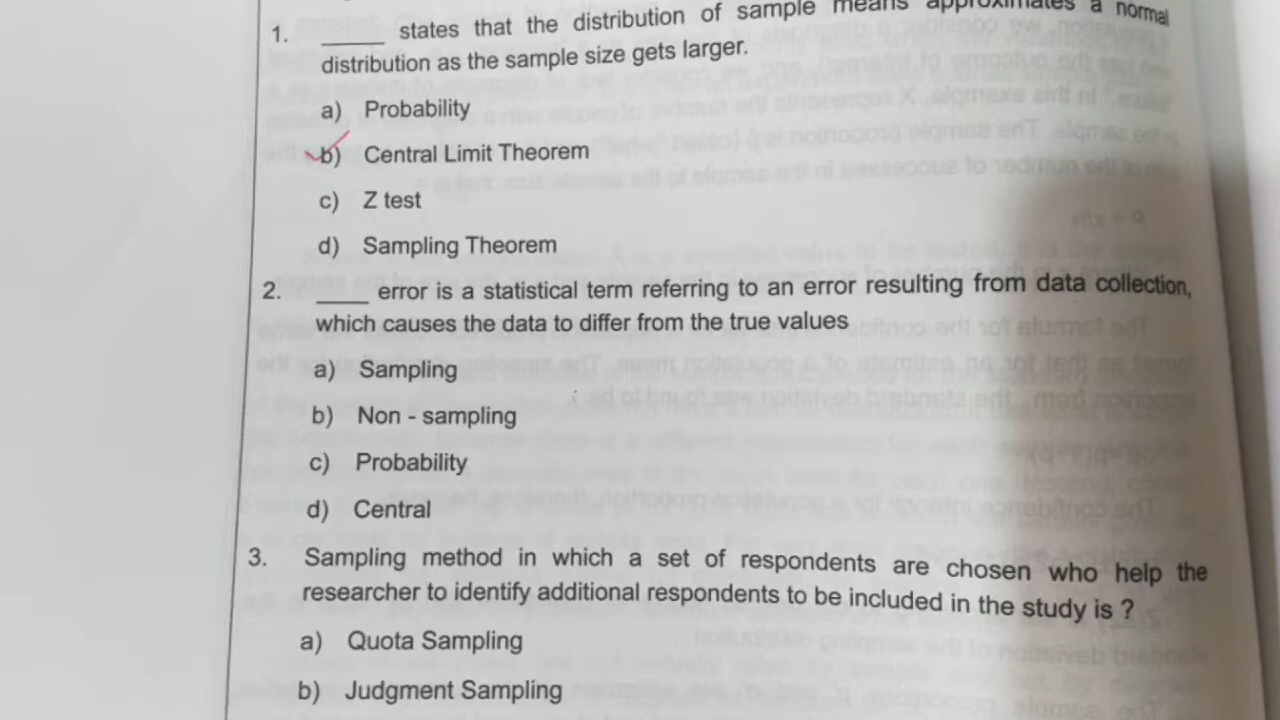 1. ____ states that the distribution of sample means approximates a normal
distribution as the sample size gets larger.
a) Probability
b) Central Limit Theorem
c) Z test
d) Sampling Theorem
2. ____ error is a statistical term referring to an error resulting from data collection,
which causes the data to differ from the true values
a) Sampling
b) Non - sampling
c) Probability
d) Central
3. Sampling method in which a set of respondents are chosen who help the
researcher to identify additional respondents to be included in the study is ?
a) Quota Sampling
b) Judgment Sampling